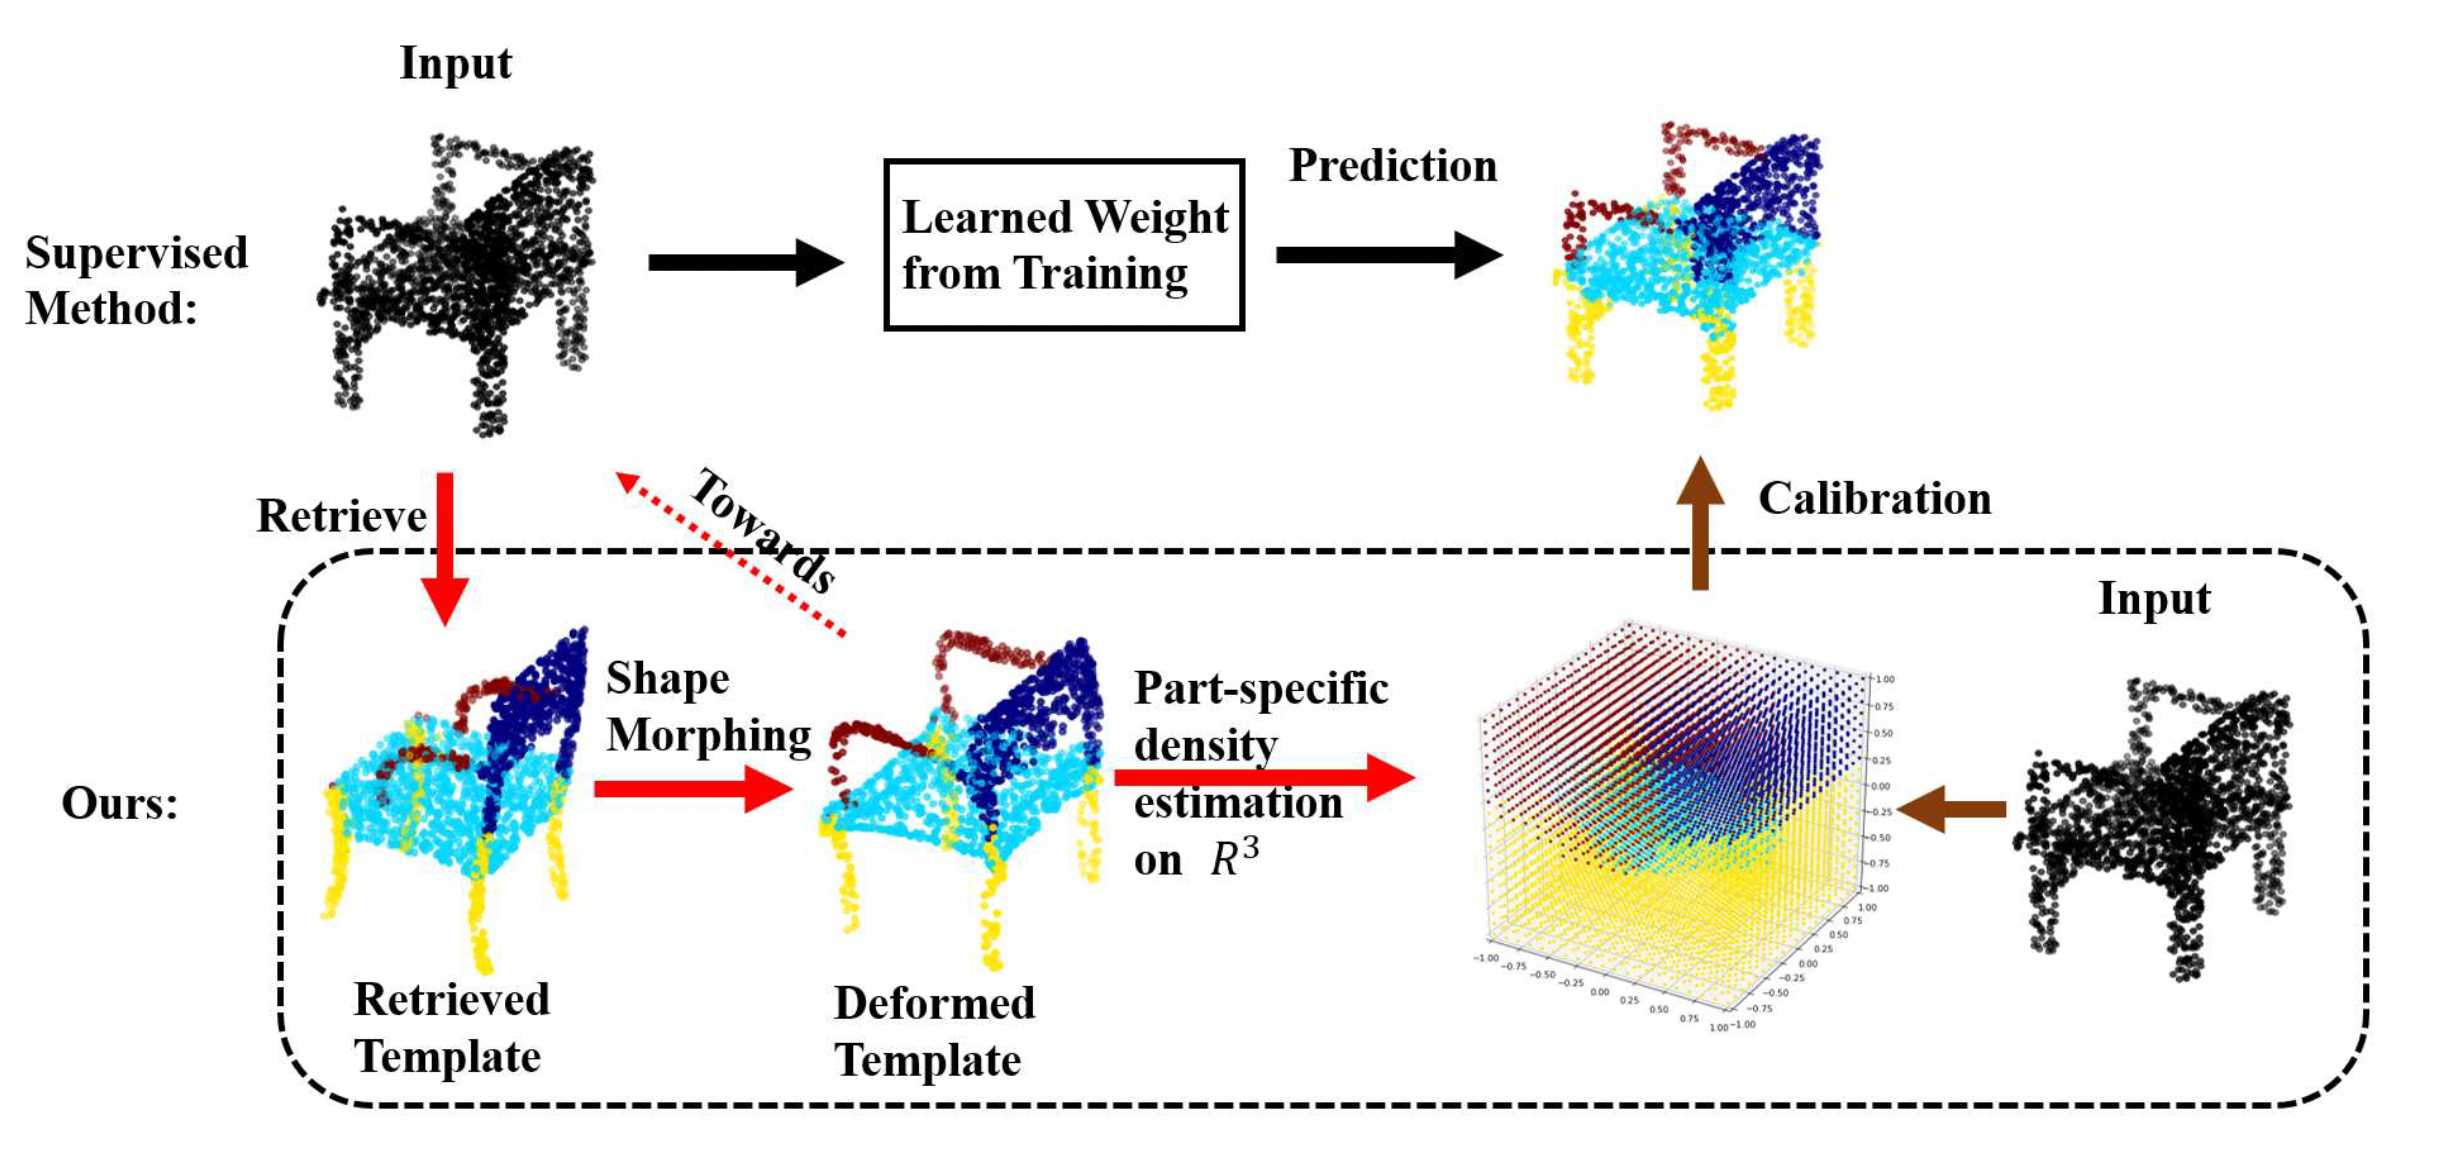 Input
Supervised
Method:
Learned Weight
from Training
Prediction
Retrieve
Towards
Calibration
Input
Ours:
Shape
Morphing
Part-specific
density
estimation
on R³
1.00
0.75
0.50
0.25
0.00
-0.25
-0.50
-0.75
-1.00
-1.00
-0.75
-0.50
-0.25
0.00
0.25
0.50
0.75
1.00
1.00
0.75
0.50
0.25
0.00
-0.25
-0.50
-0.75
-1.00
Retrieved
Template
Deformed
Template